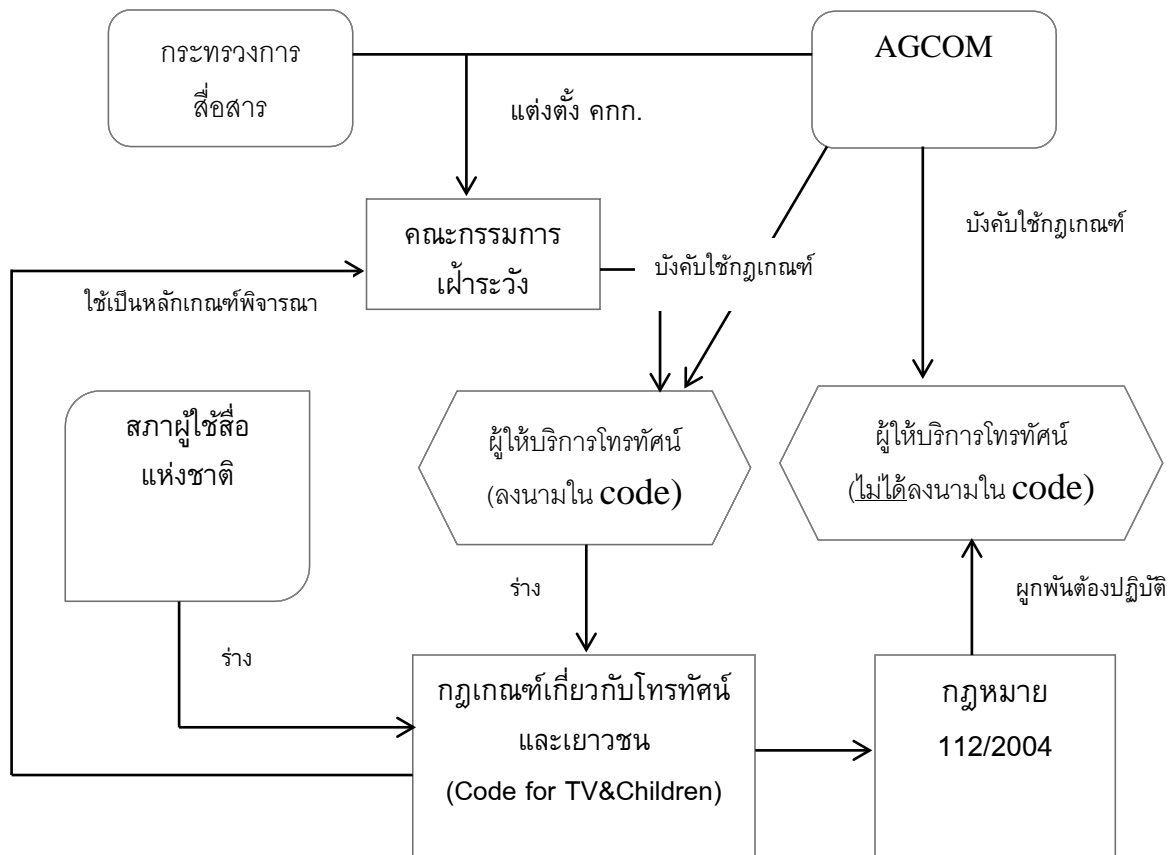 กระทรวงการ
สื่อสาร
AGCOM
แต่งตั้ง คกก.
คณะกรรมการ
เฝ้าระวัง
บังคับใช้กฎเกณฑ์
บังคับใช้กฎเกณฑ์
ใช้เป็นหลักเกณฑ์พิจารณา
สภาผู้ใช้สื่อ
แห่งชาติ
ผู้ให้บริการโทรทัศน์
(ลงนามใน code)
ผู้ให้บริการโทรทัศน์
(ไม่ได้ลงนามใน code)
ร่าง
ผูกพันต้องปฏิบัติ
ร่าง
กฎเกณฑ์เกี่ยวกับโทรทัศน์
และเยาวชน
(Code for TV&Children)
กฎหมาย
112/2004